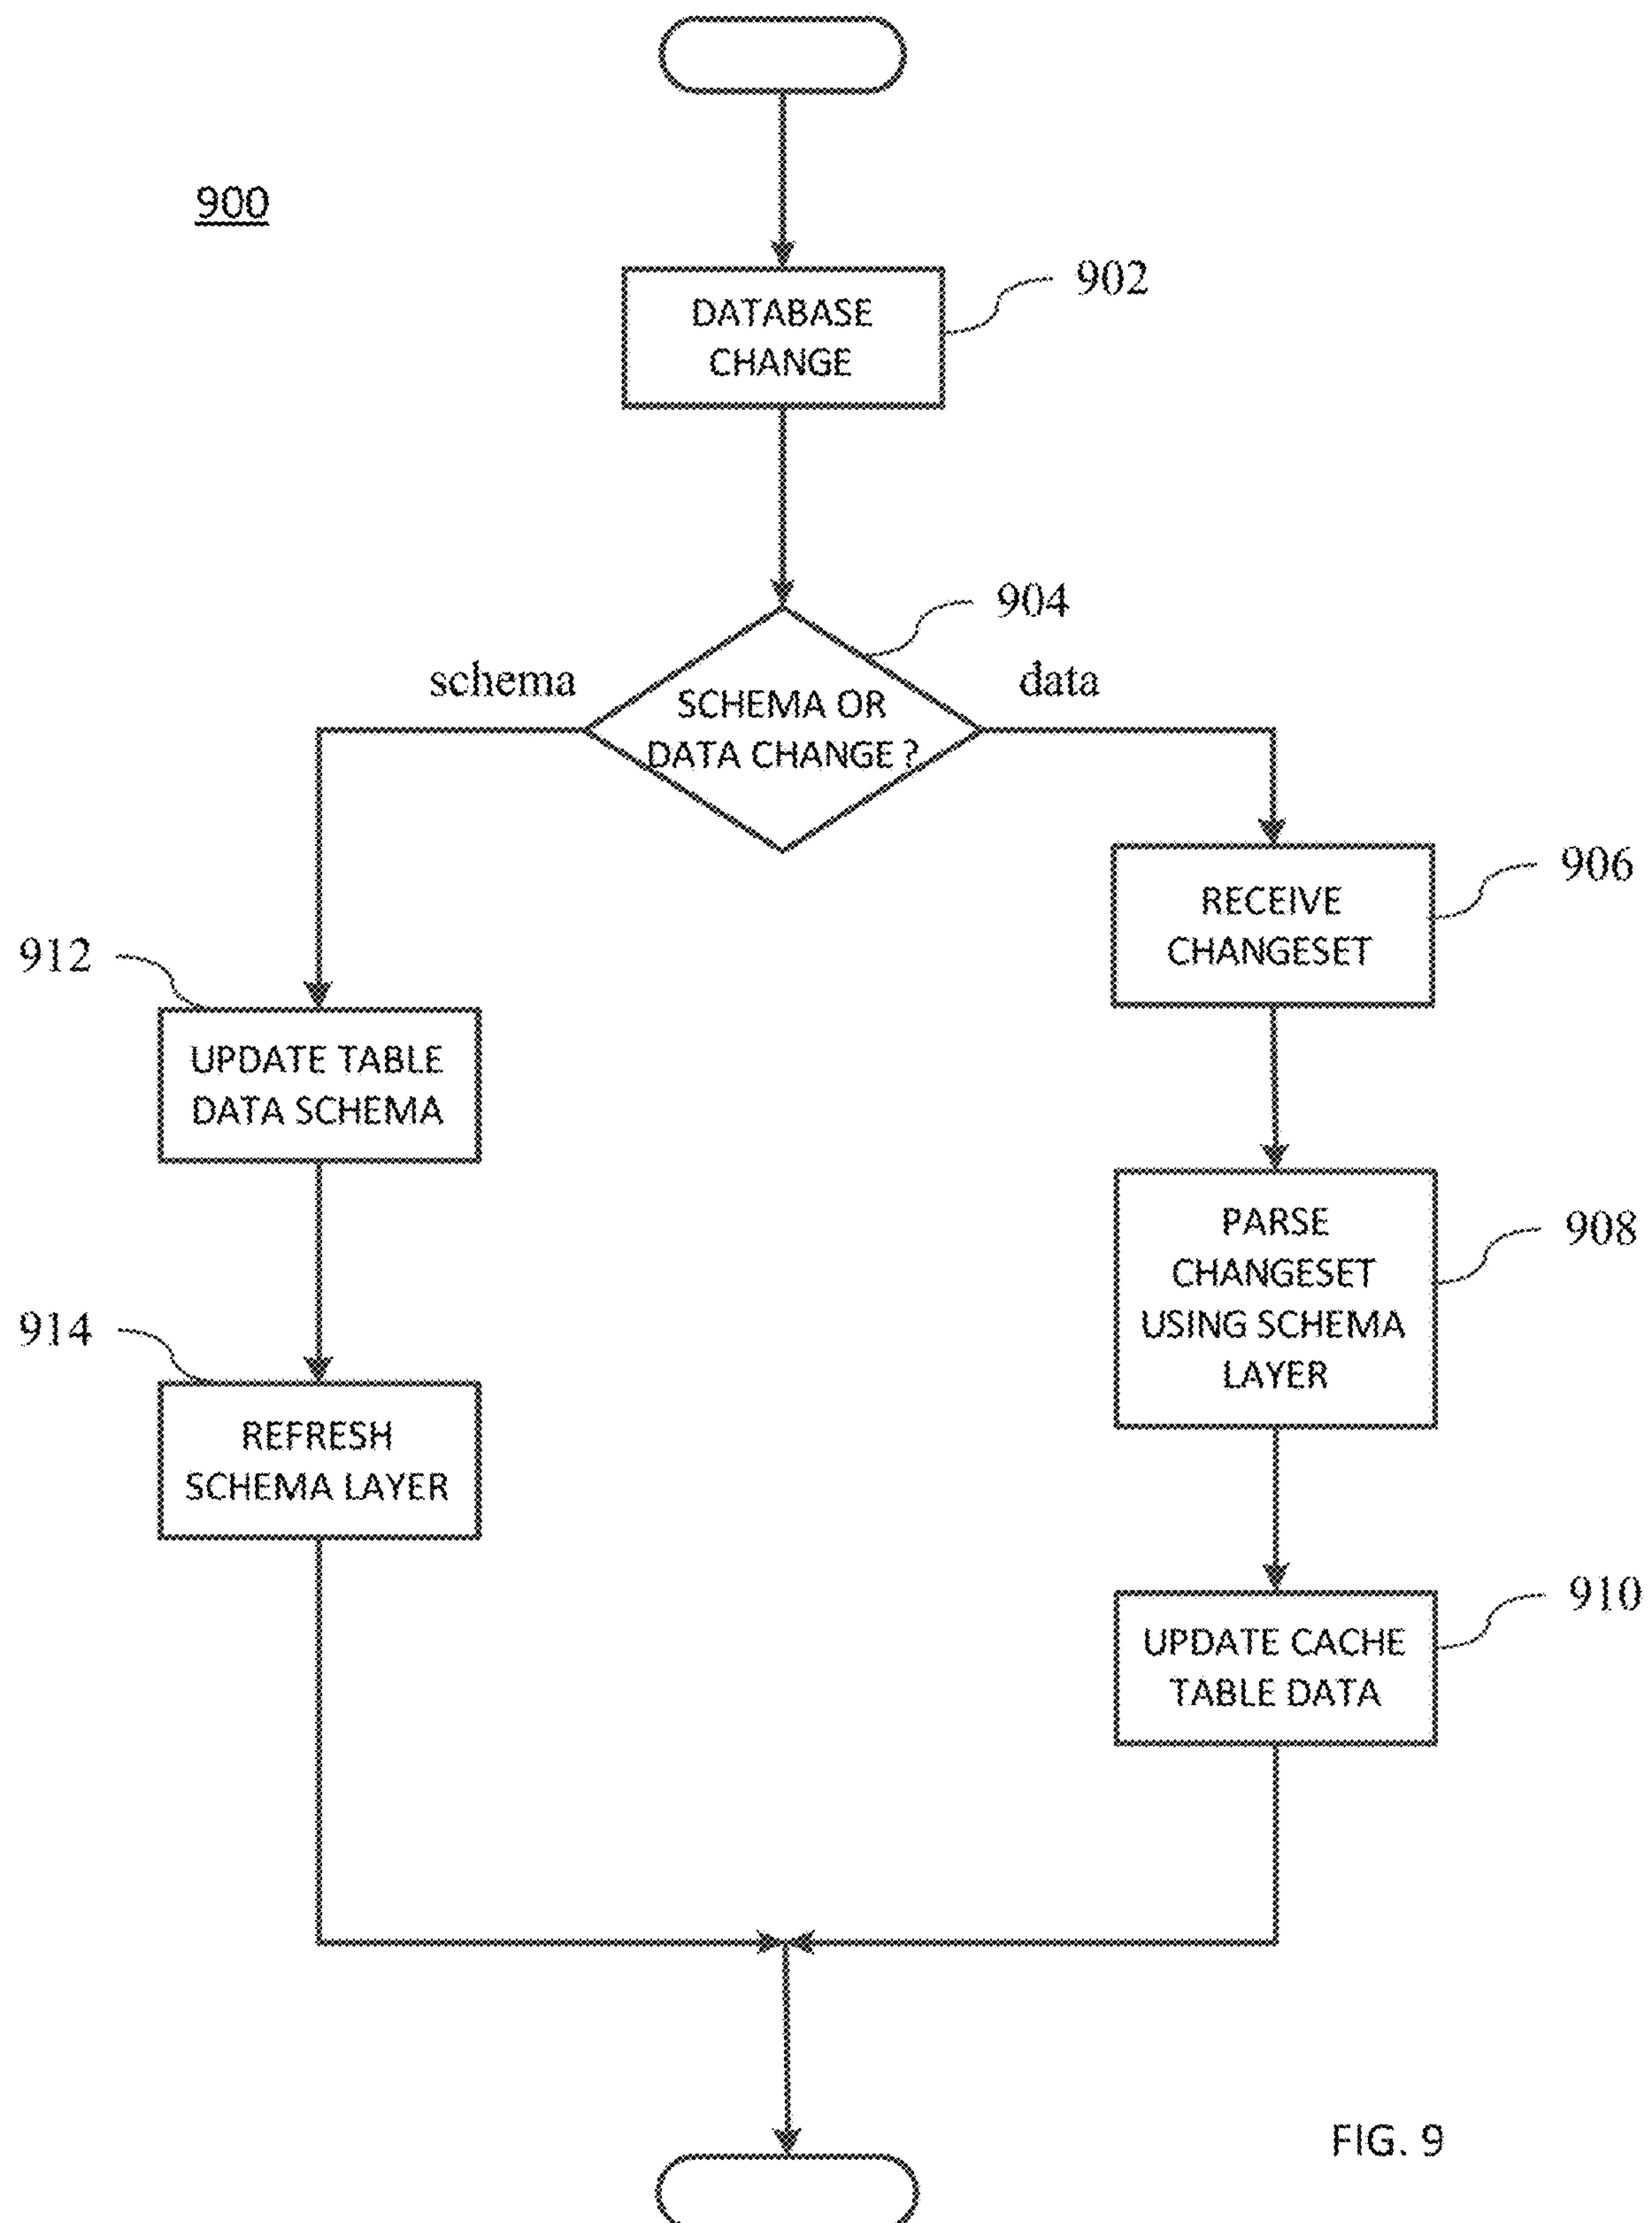 900
902
DATABASE
CHANGE
904
schema
data
SCHEMA OR
DATA CHANGE ?
906
RECEIVE
CHANGESET
912
UPDATE TABLE
DATA SCHEMA
908
PARSE
CHANGESET
USING SCHEMA
LAYER
914
REFRESH
SCHEMA LAYER
910
UPDATE CACHE
TABLE DATA
FIG. 9